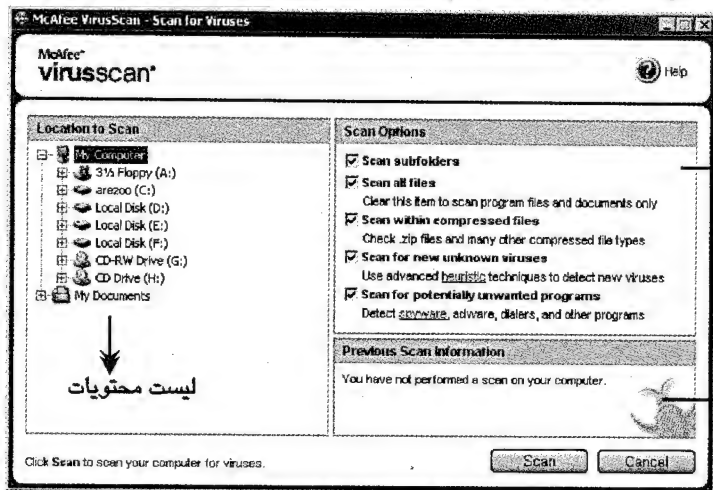 McAfee VirusScan - Scan for Viruses
McAfee
virusscan
Help
Location to Scan
My Computer
3½ Floppy (A:)
arezoo (C:)
Local Disk (D:)
Local Disk (E:)
Local Disk (F:)
CD-RW Drive (G:)
CD Drive (H:)
My Documents
لیست محتویات
Scan Options
Scan subfolders
Scan all files
Clear this item to scan program files and documents only
Scan within compressed files
Check .zip files and many other compressed file types
Scan for new unknown viruses
Use advanced heuristic techniques to detect new viruses
Scan for potentially unwanted programs
Detect spyware, adware, dialers, and other programs
Previous Scan Information
You have not performed a scan on your computer.
Click Scan to scan your computer for viruses.
Scan
Cancel